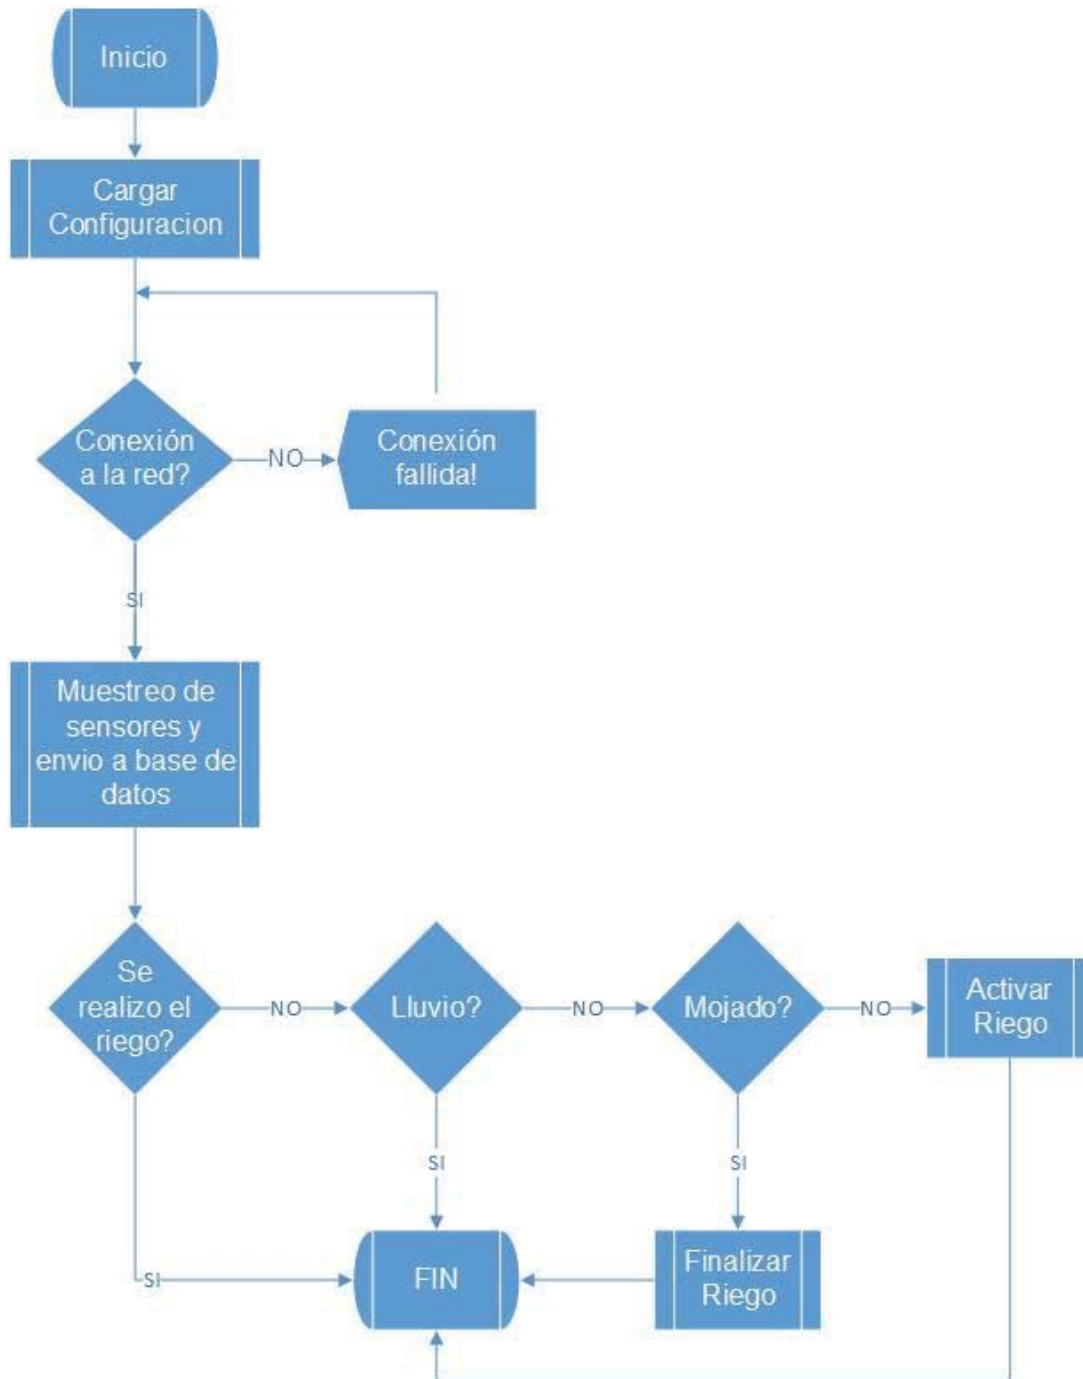 Inicio
Cargar
Configuracion
Conexión
a la red?
NO
Conexión
fallida!
SI
Muestreo de
sensores y
envio a base de
datos
Se
realizo el
riego?
NO
Lluvio?
NO
Mojado?
NO
Activar
Riego
SI
SI
SI
FIN
Finalizar
Riego